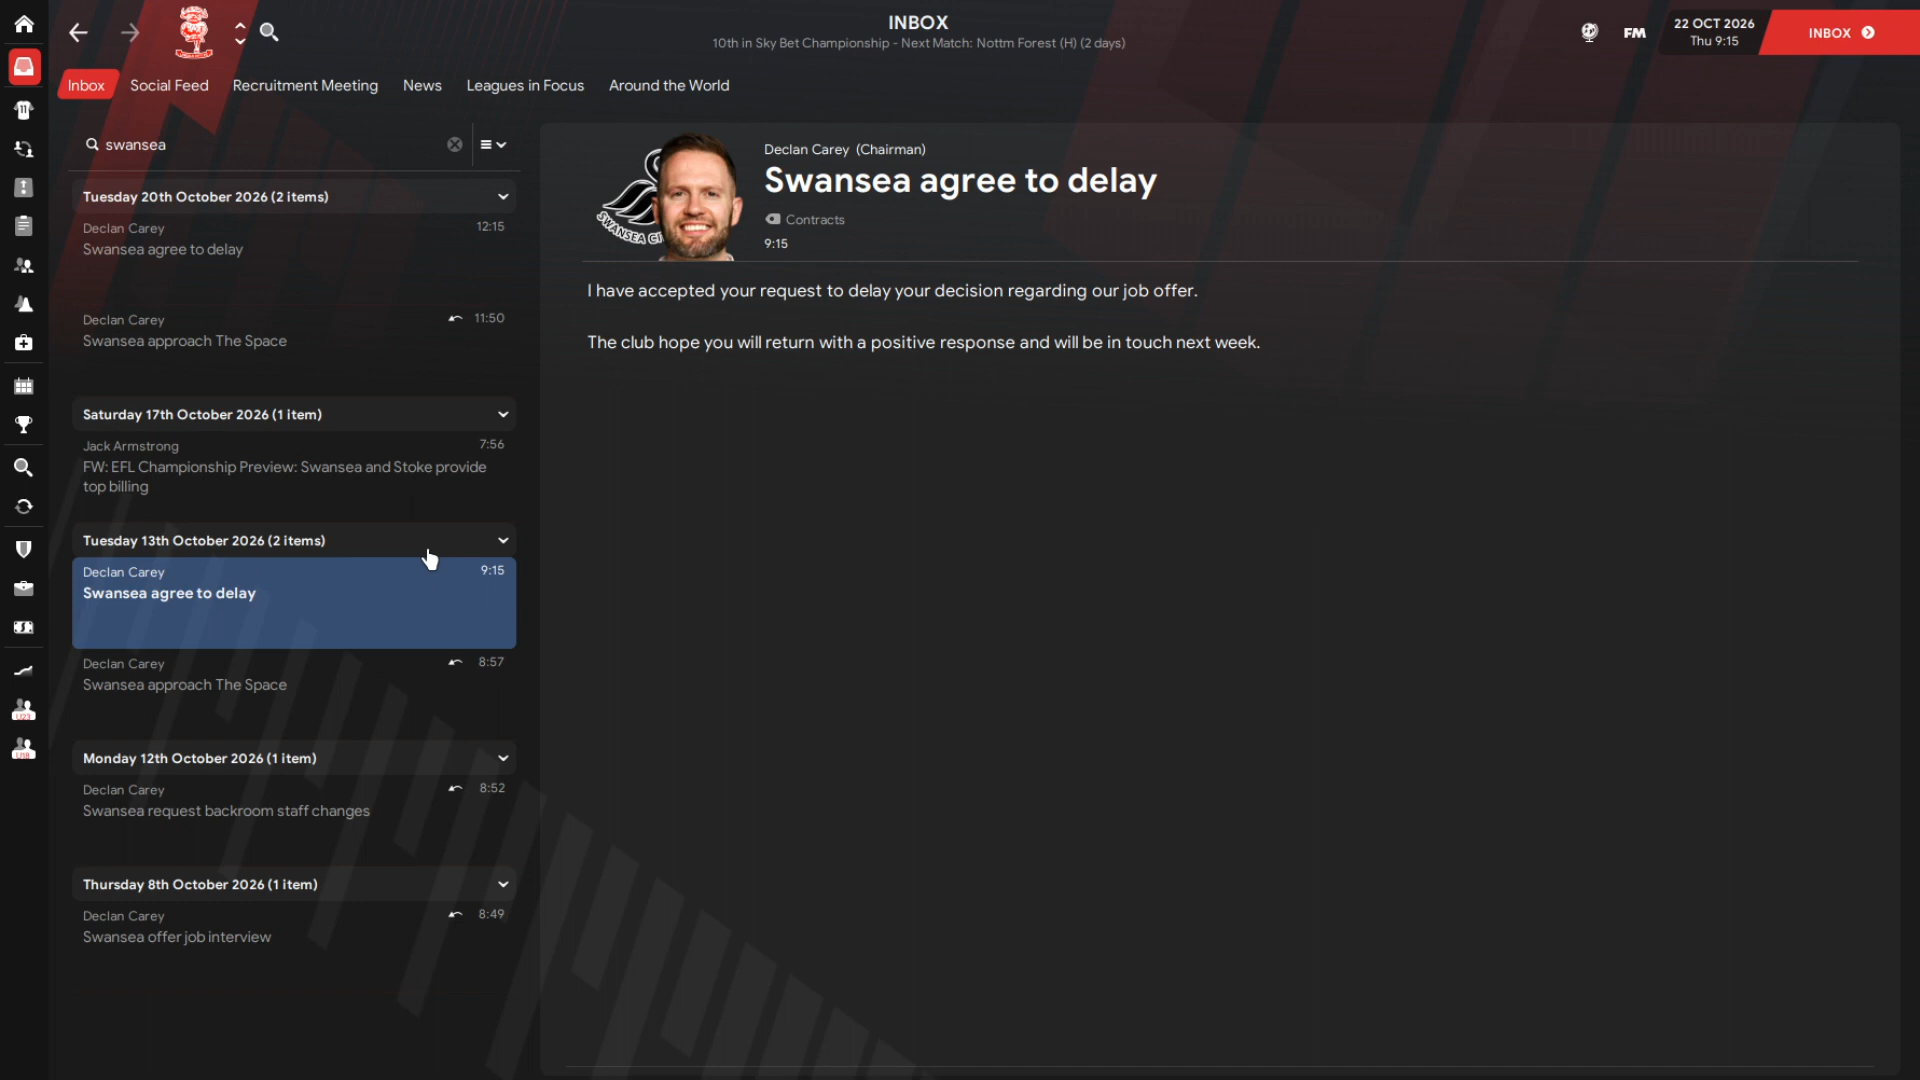 INBOX
10th in Sky Bet Championship - Next Match: Nottm Forest (H) (2 days)
FM
22 OCT 2026
Thu 9:15
INBOX
Inbox
Social Feed
Recruitment Meeting
News
Leagues in Focus
Around the World
swansea
Tuesday 20th October 2026 (2 items)
Declan Carey
12:15
Swansea agree to delay
Declan Carey
11:50
Swansea approach The Space
Saturday 17th October 2026 (1 item)
Jack Armstrong
7:56
FW: EFL Championship Preview: Swansea and Stoke provide
top billing
Tuesday 13th October 2026 (2 items)
Declan Carey
9:15
Swansea agree to delay
Declan Carey
8:57
Swansea approach The Space
Monday 12th October 2026 (1 item)
Declan Carey
8:52
Swansea request backroom staff changes
Thursday 8th October 2026 (1 item)
Declan Carey
8:49
Swansea offer job interview
SWANSEA CI
Declan Carey (Chairman)
Swansea agree to delay
Contracts
9:15
I have accepted your request to delay your decision regarding our job offer.
The club hope you will return with a positive response and will be in touch next week.
11
U23
U18